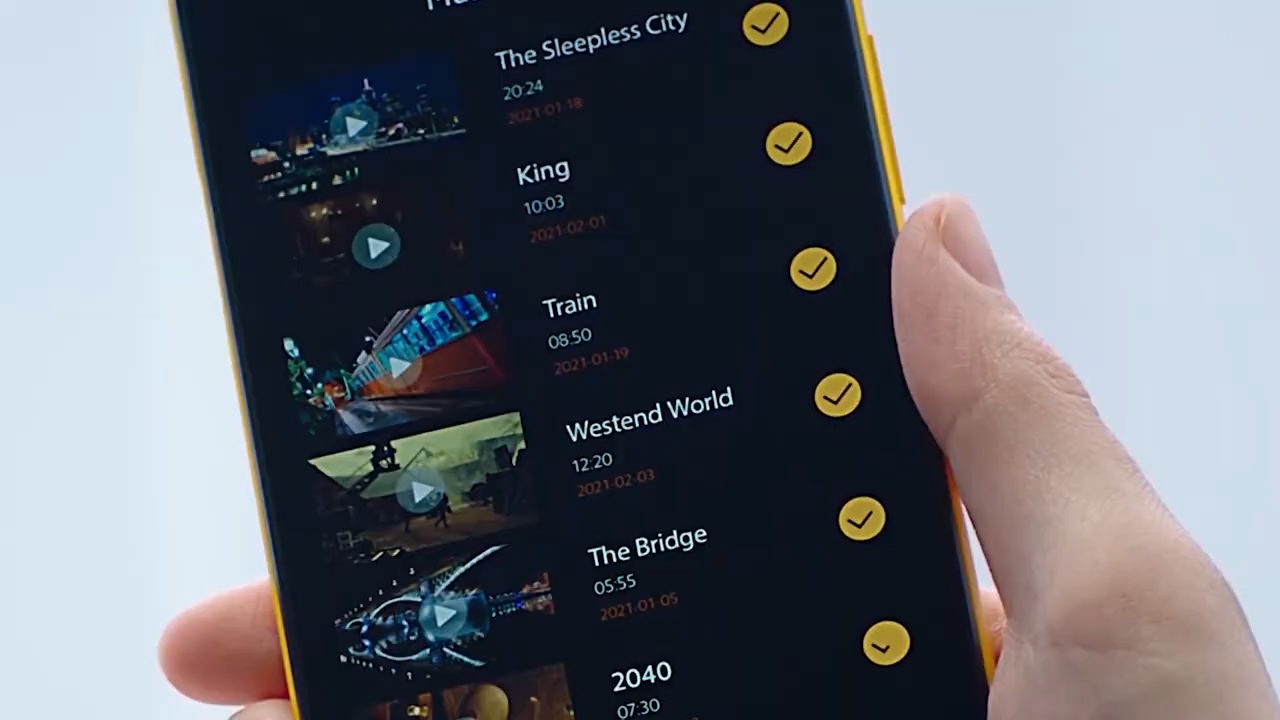 The Sleepless City
20:24
2021-01-18
King
10:03
2021-02-01
Train
08:50
2021-01-19
Westend World
12:20
2021-02-03
The Bridge
05:55
2021-01-05
2040
07:30